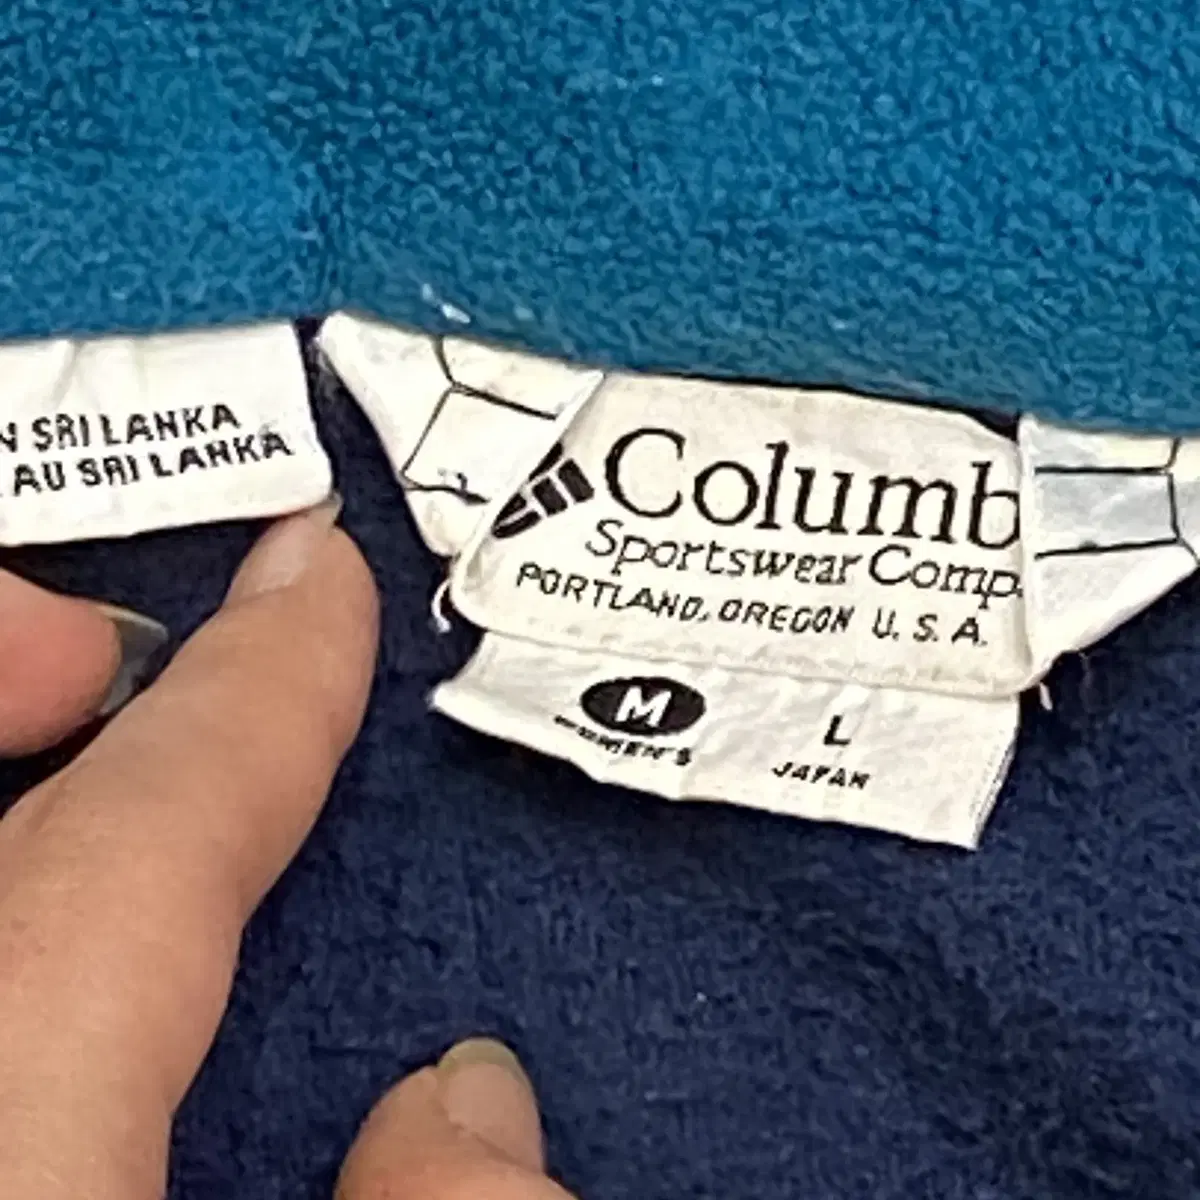 SRI LANKA
AU SRI LANKA
Columb
Sportswear Comp
PORTLAND, OREGON U.S.A.
M
L
JAPAN